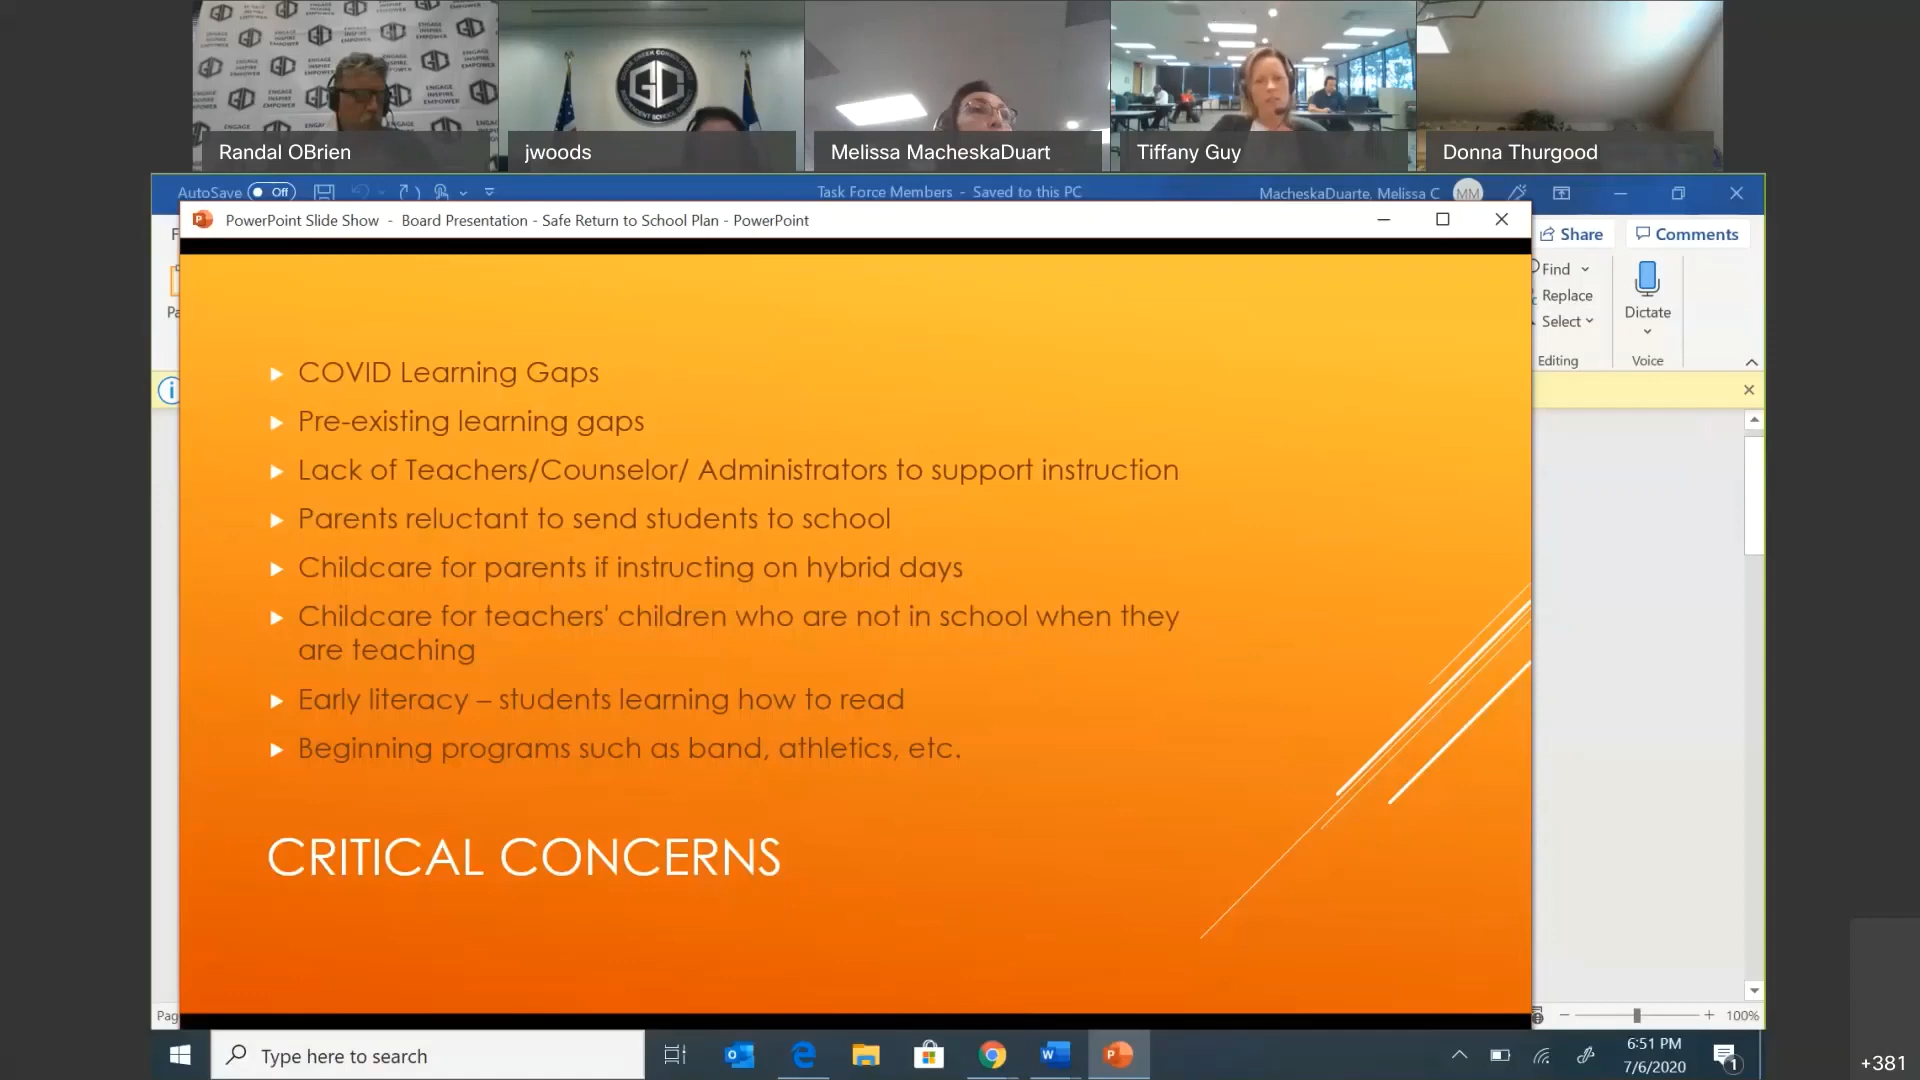 ENGAGE
INSPIRE
EMPOWER
Randal OBrien
jwoods
Melissa MacheskaDuart
Tiffany Guy
Donna Thurgood
AutoSave Off
Task Force Members - Saved to this PC
MacheskaDuarte, Melissa C
MM
PowerPoint Slide Show - Board Presentation - Safe Return to School Plan - PowerPoint
Share
Comments
Find
Replace
Select
Editing
Dictate
Voice
COVID Learning Gaps
Pre-existing learning gaps
Lack of Teachers/Counselor/ Administrators to support instruction
Parents reluctant to send students to school
Childcare for parents if instructing on hybrid days
Childcare for teachers' children who are not in school when they
are teaching
Early literacy – students learning how to read
Beginning programs such as band, athletics, etc.
CRITICAL CONCERNS
100%
Type here to search
6:51 PM
7/6/2020
1
+381